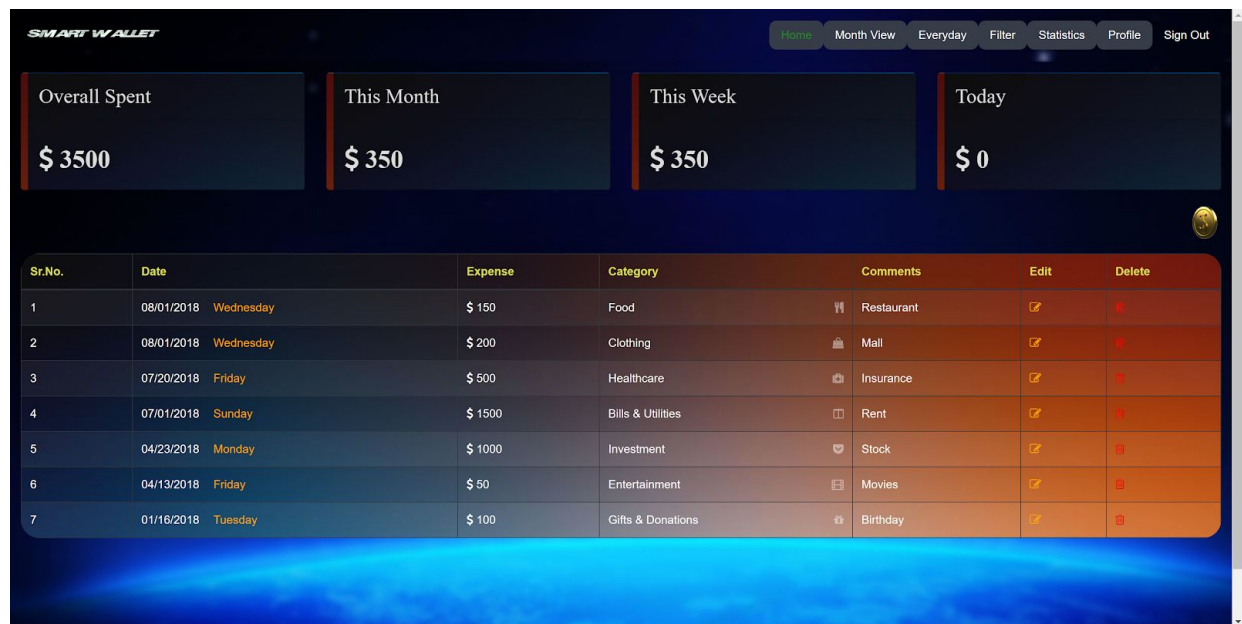 SMART WALLET Home Month View Everyday Filter Statistics Profile Sign Out
Overall Spent This Month This Week Today
$ 3500 $ 350 $ 350 $ 0
Sr.No. Date Expense Category Comments Edit Delete
1 08/01/2018 Wednesday $ 150 Food Restaurant
2 08/01/2018 Wednesday $ 200 Clothing Mall
3 07/20/2018 Friday $ 500 Healthcare Insurance
4 07/01/2018 Sunday $ 1500 Bills & Utilities Rent
5 04/23/2018 Monday $ 1000 Investment Stock
6 04/13/2018 Friday $ 50 Entertainment Movies
7 01/16/2018 Tuesday $ 100 Gifts & Donations Birthday